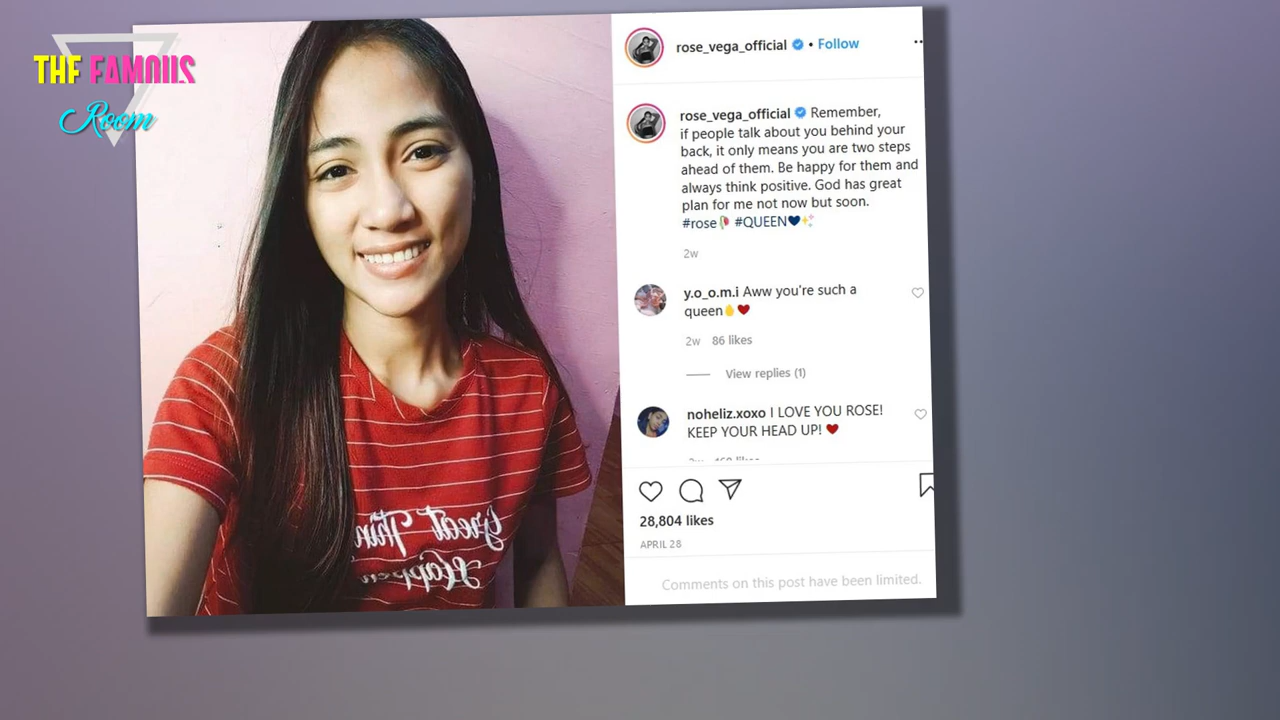 THE FAMOUS
Room
rose_vega_official • Follow
rose_vega_official Remember,
if people talk about you behind your
back, it only means you are two steps
ahead of them. Be happy for them and
always think positive. God has great
plan for me not now but soon.
#rose🥀 #QUEEN💙✨
2w
y.o_o.m.i Aww you're such a
queen✋❤️
2w 86 likes
View replies (1)
noheliz.xoxo I LOVE YOU ROSE!
KEEP YOUR HEAD UP! ❤️
28,804 likes
APRIL 28
Comments on this post have been limited.
Great Thin
Happen